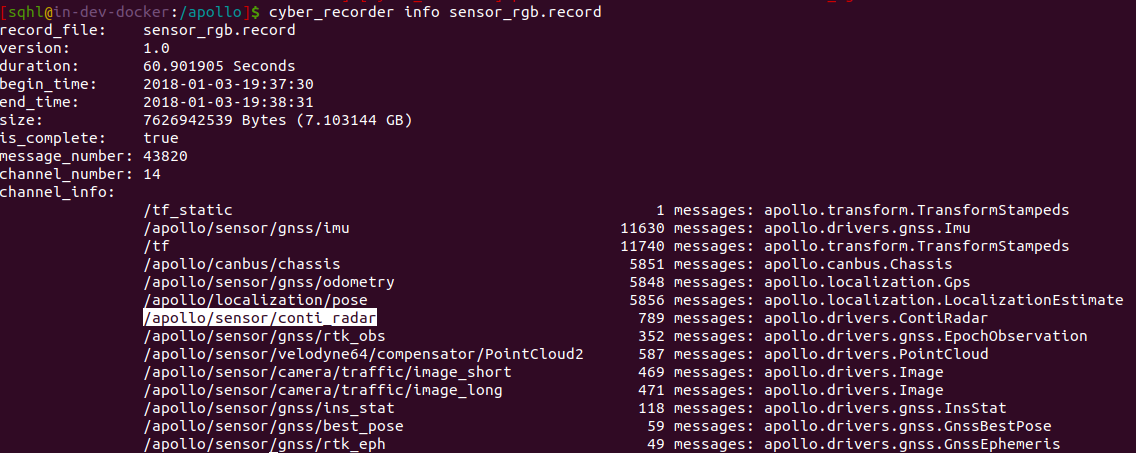 [sqhl@in-dev-docker:/apollo]$ cyber_recorder info sensor_rgb.record
record_file: sensor_rgb.record
version: 1.0
duration: 60.901905 Seconds
begin_time: 2018-01-03-19:37:30
end_time: 2018-01-03-19:38:31
size: 7626942539 Bytes (7.103144 GB)
is_complete: true
message_number: 43820
channel_number: 14
channel_info:
/tf_static 1 messages: apollo.transform.TransformStampeds
/apollo/sensor/gnss/imu 11630 messages: apollo.drivers.gnss.Imu
/tf 11740 messages: apollo.transform.TransformStampeds
/apollo/canbus/chassis 5851 messages: apollo.canbus.Chassis
/apollo/sensor/gnss/odometry 5848 messages: apollo.localization.Gps
/apollo/localization/pose 5856 messages: apollo.localization.LocalizationEstimate
/apollo/sensor/conti_radar 789 messages: apollo.drivers.ContiRadar
/apollo/sensor/gnss/rtk_obs 352 messages: apollo.drivers.gnss.EpochObservation
/apollo/sensor/velodyne64/compensator/PointCloud2 587 messages: apollo.drivers.PointCloud
/apollo/sensor/camera/traffic/image_short 469 messages: apollo.drivers.Image
/apollo/sensor/camera/traffic/image_long 471 messages: apollo.drivers.Image
/apollo/sensor/gnss/ins_stat 118 messages: apollo.drivers.gnss.InsStat
/apollo/sensor/gnss/best_pose 59 messages: apollo.drivers.gnss.GnssBestPose
/apollo/sensor/gnss/rtk_eph 49 messages: apollo.drivers.gnss.GnssEphemeris